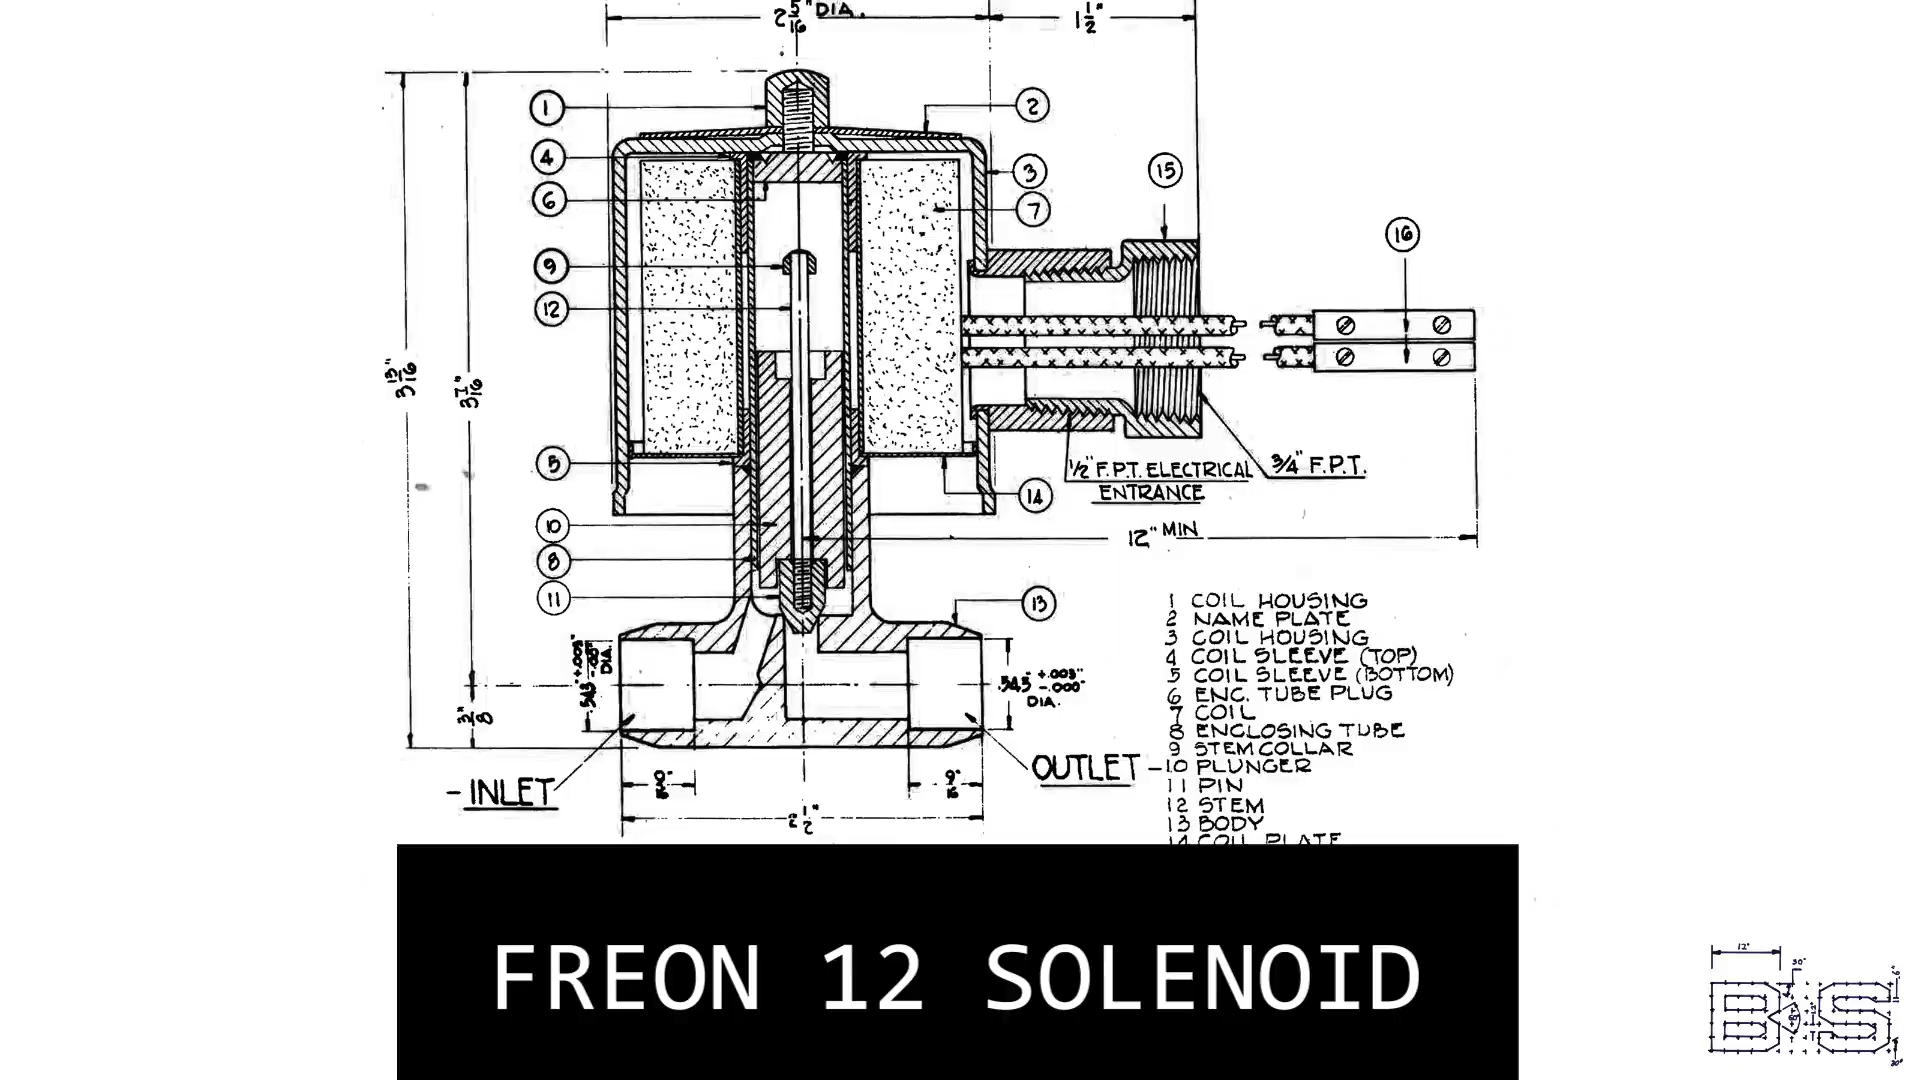 2 5/16" DIA.
1 1/2"
1
2
4
3
15
6
7
16
9
12
3 13/16"
3 7/16"
5
1/2" F.P.T. ELECTRICAL
ENTRANCE
3/4" F.P.T.
14
10
12" MIN
8
11
13
1 COIL HOUSING
2 NAME PLATE
3 COIL HOUSING
4 COIL SLEEVE (TOP)
5 COIL SLEEVE (BOTTOM)
6 ENC. TUBE PLUG
7 COIL
8 ENCLOSING TUBE
9 STEM COLLAR
10 PLUNGER
11 PIN
12 STEM
13 BODY
14 COIL PLATE
.545" +.003" -.000" DIA.
.545" +.003" -.000"
DIA.
3/8"
- INLET
OUTLET -
9/16"
9/16"
2 1/2"
FREON 12 SOLENOID
12"
30°
B S